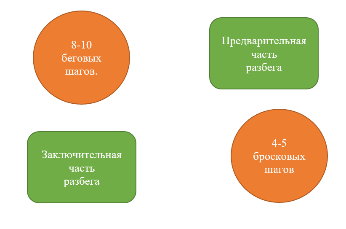 8-10
беговых
шагов.
Предварительная
часть
разбега
Заключительная
часть
разбега
4-5
бросковых
шагов